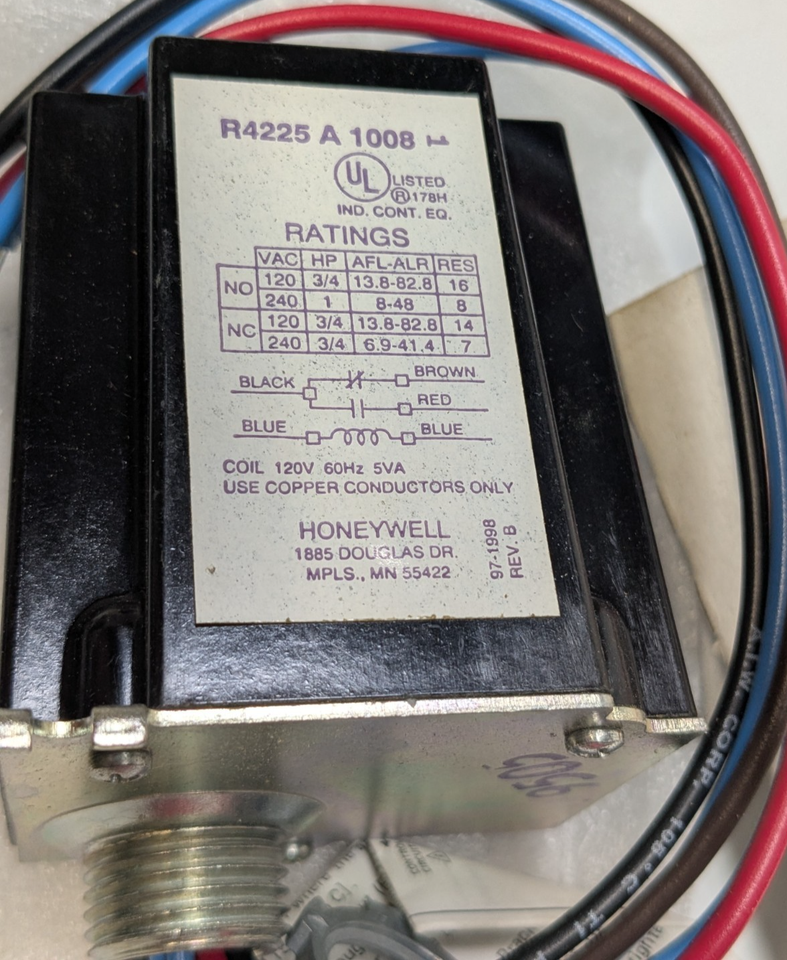 R4225 A 1008
UL LISTED
R 178H
IND. CONT. EQ.
RATINGS
VAC HP AFL-ALR RES
NO 120 3/4 13.8-82.8 16
240 1 8-48 8
NC 120 3/4 13.8-82.8 14
240 3/4 6.9-41.4 7
BLACK BROWN
RED
BLUE BLUE
COIL 120V 60Hz 5VA
USE COPPER CONDUCTORS ONLY
HONEYWELL
1885 DOUGLAS DR.
MPLS., MN 55422
97-1998
REV. B
CORP. 105°C